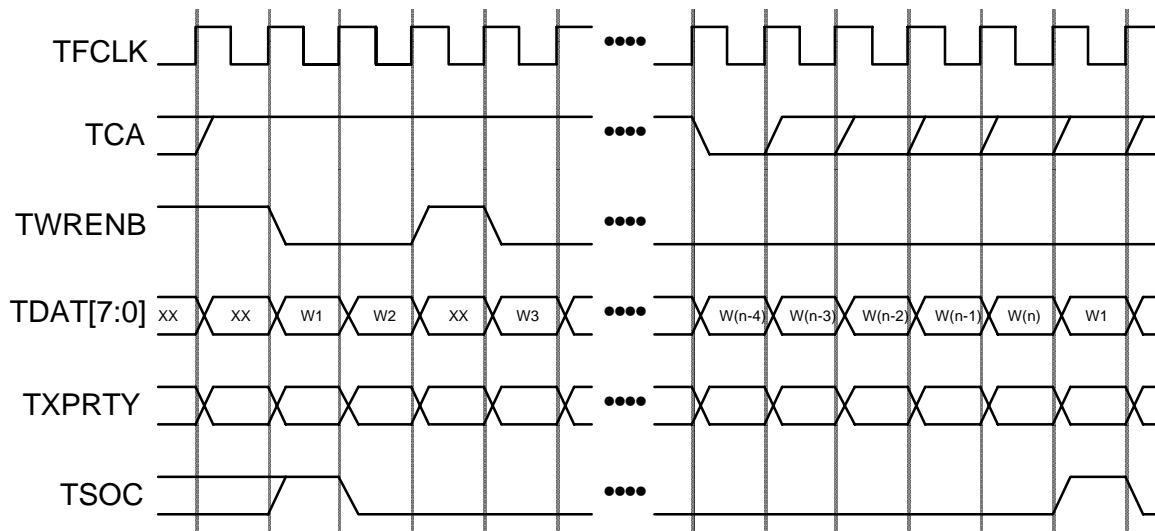 TFCLK
TCA
TWRENB
TDAT[7:0] XX XX W1 W2 XX W3 W(n-4) W(n-3) W(n-2) W(n-1) W(n) W1
TXPRTY
TSOC